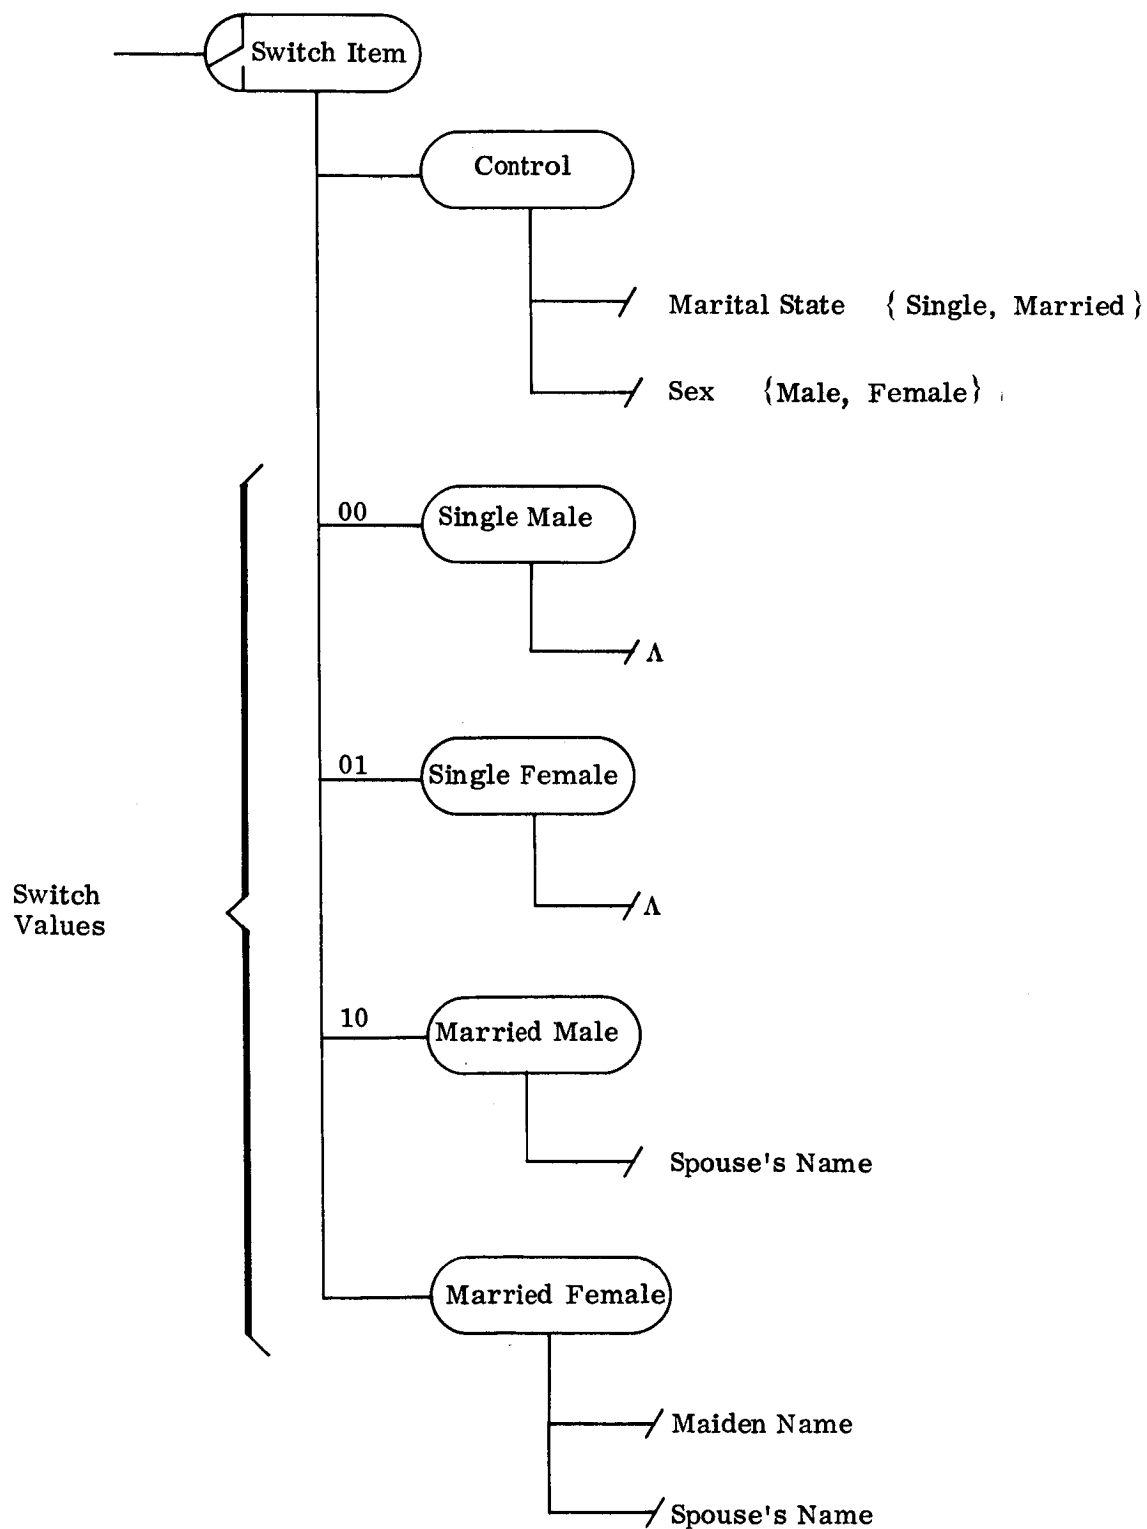 Switch Item
Control
Marital State { Single, Married }
Sex {Male, Female}
00
Single Male
Λ
01
Single Female
Λ
Switch
Values
10
Married Male
Spouse's Name
Married Female
Maiden Name
Spouse's Name